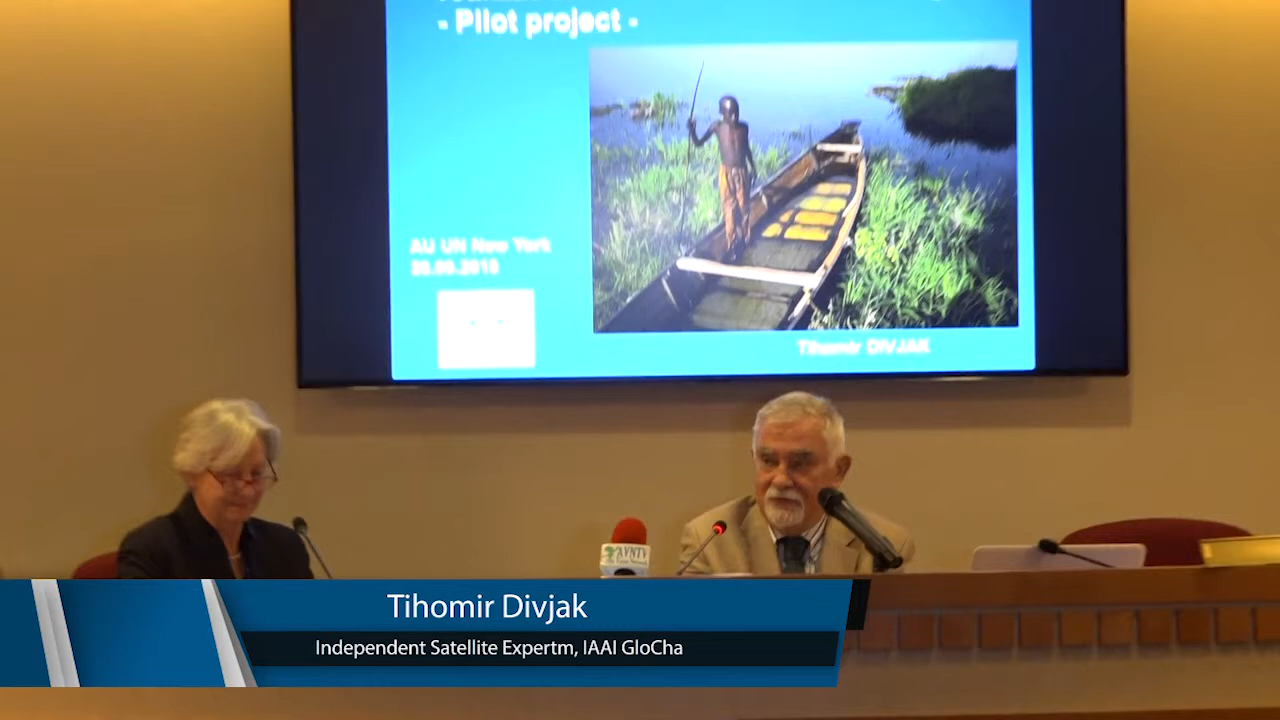 - Pilot project -
AU UN New York
Tihomir DIVJAK
AVNTV
Tihomir Divjak
Independent Satellite Expertm, IAAI GloCha